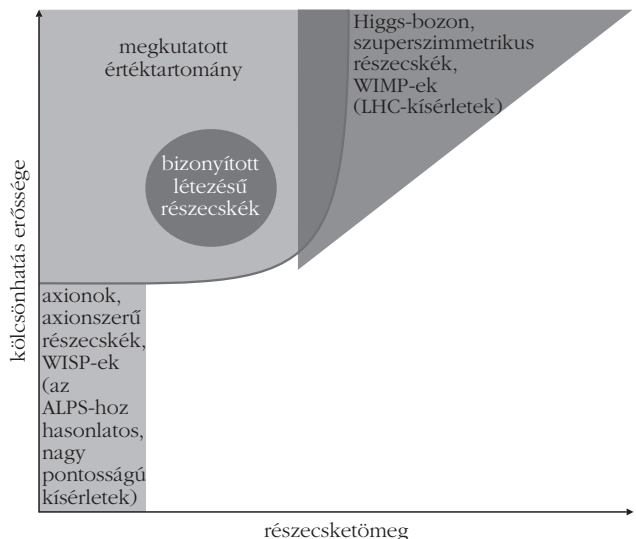 megkutatott
értéktartomány
Higgs-bozon,
szuperszimmetrikus
részecskék,
WIMP-ek
(LHC-kísérletek)
bizonyított
létezésű
részecskék
kölcsönhatás erőssége
axionok,
axionszerű
részecskék,
WISP-ek
(az
ALPS-hoz
hasonlatos,
nagy
pontosságú
kísérletek)
részecsketömeg